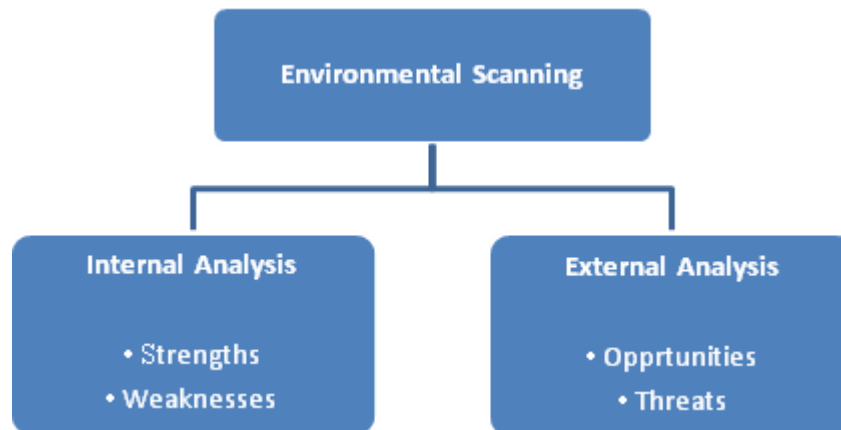 Environmental Scanning
Internal Analysis
• Strengths
• Weaknesses
External Analysis
• Opprtunities
• Threats